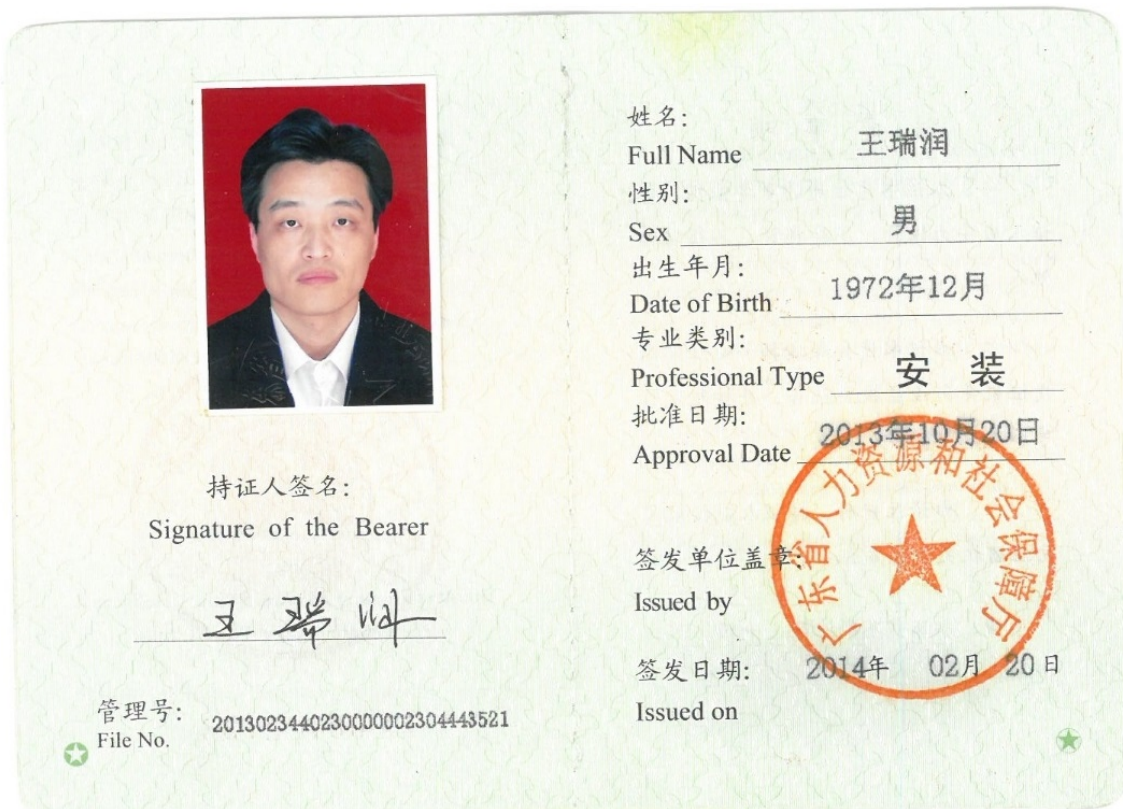 持证人签名:
Signature of the Bearer
王瑞润
管理号:
File No.
2013023440230000002304443521
姓名:
Full Name 王瑞润
性别:
Sex 男
出生年月:
Date of Birth 1972年12月
专业类别:
Professional Type 安 装
批准日期:
Approval Date 2013年10月20日
广东省人力资源和社会保障厅
签发单位盖章:
Issued by
签发日期: 2014年 02月 20日
Issued on